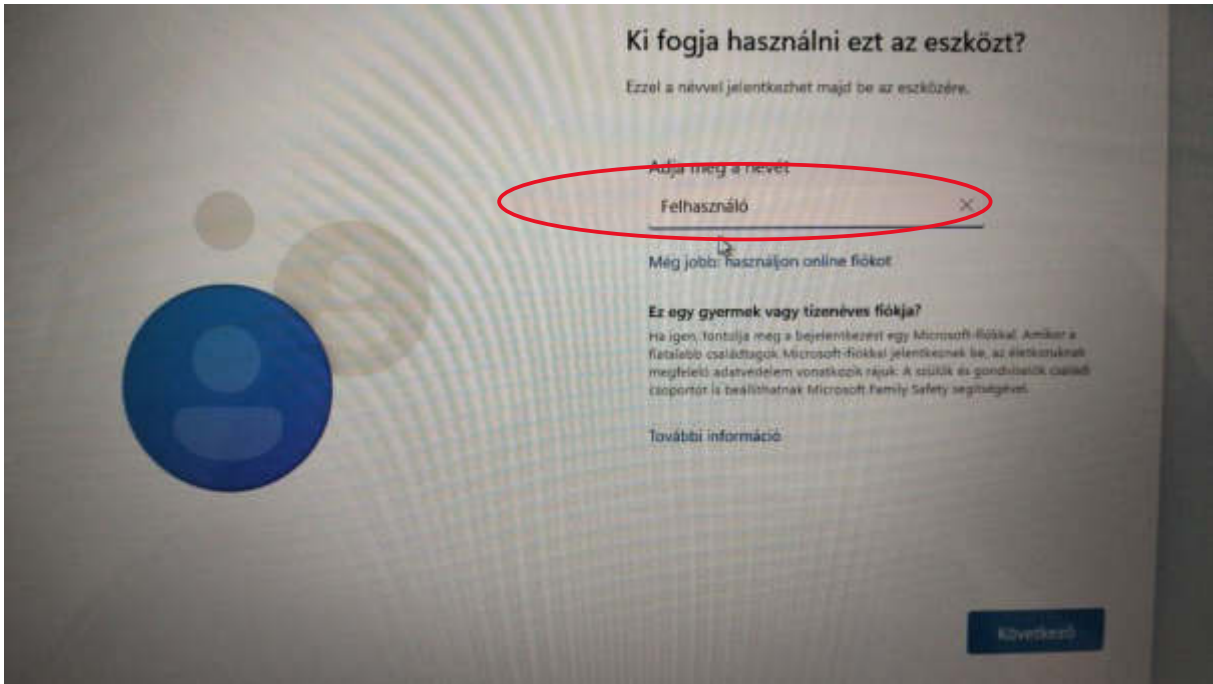 Ki fogja használni ezt az eszközt?
Ezzel a névvel jelentkezhet majd be az eszközére.
Adja meg a nevét
Felhasználó
Még jobb: használjon online fiókot
Ez egy gyermek vagy tizenéves fiókja?
Ha igen, fontolja meg a bejelentkezést egy Microsoft-fiókkal. Amikor a
fiatalabb családtagok Microsoft-fiókkal jelentkeznek be, az életkoruknak
megfelelő adatvédelem vonatkozik rájuk. A szülők és gondviselők családi
csoportot is beállíthatnak Microsoft Family Safety segítségével.
További információ
Következő